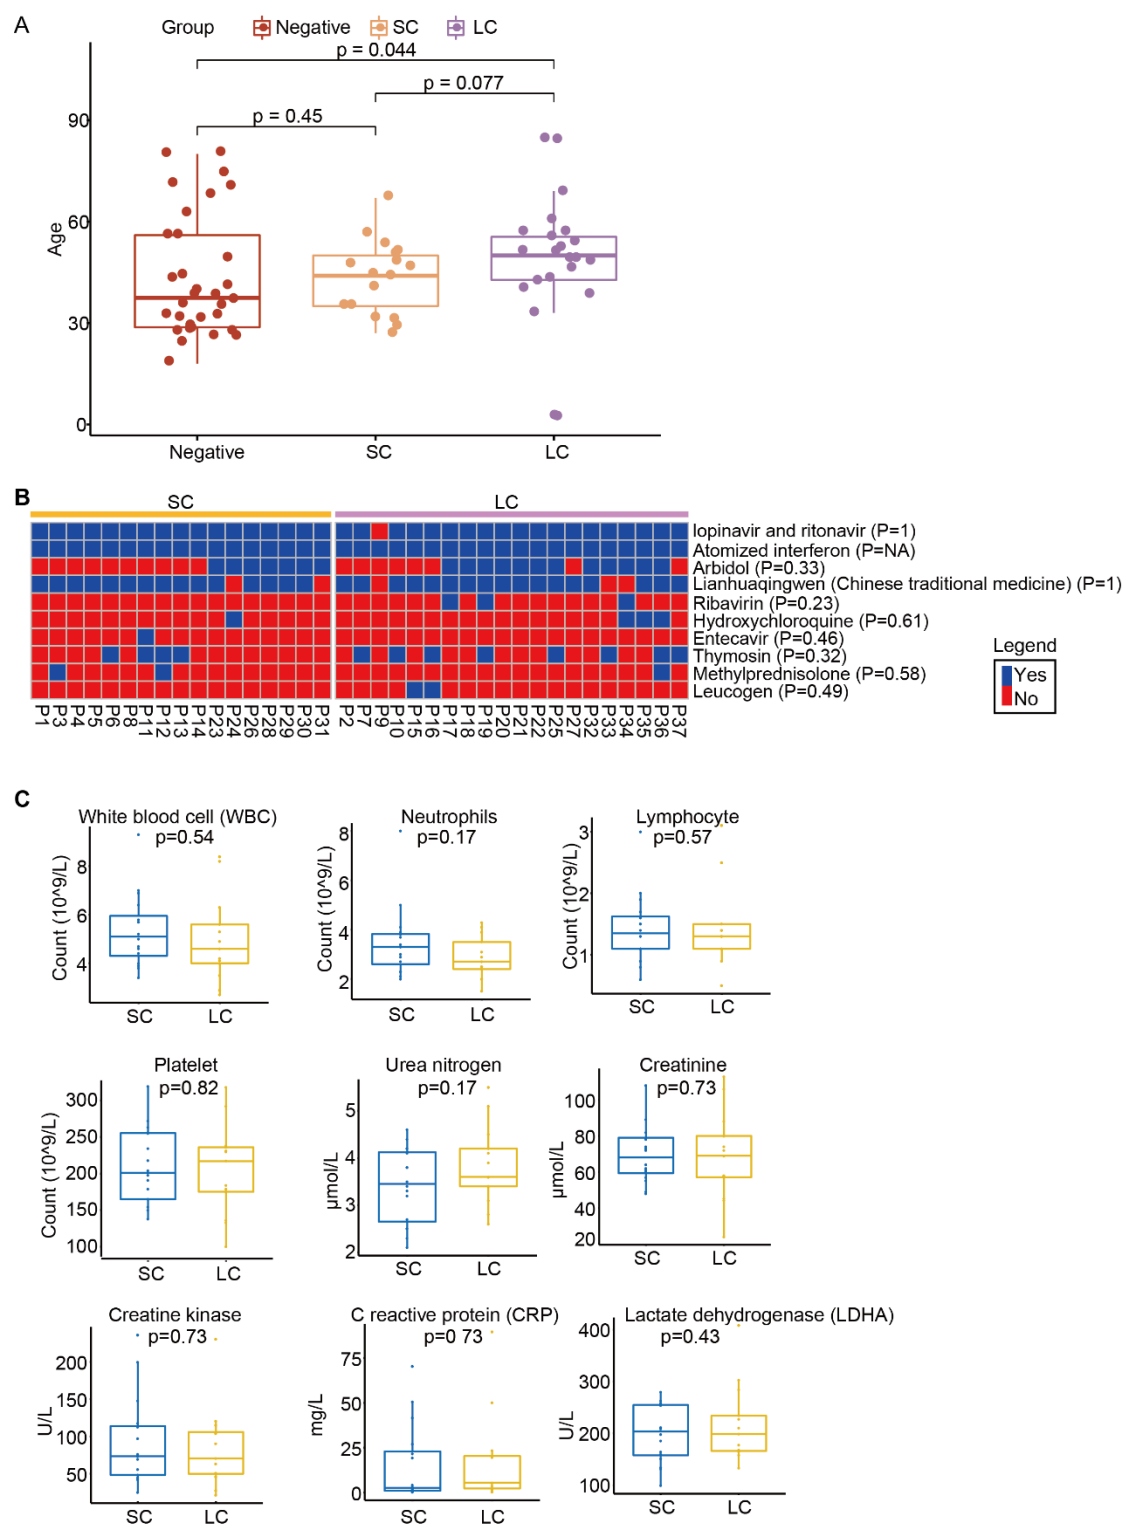 A
Group Negative SC LC
p = 0.044
p = 0.077
p = 0.45
90
60
30
0
Age
Negative SC LC
B
SC LC
lopinavir and ritonavir (P=1)
Atomized interferon (P=NA)
Arbidol (P=0.33)
Lianhuaqingwen (Chinese traditional medicine) (P=1)
Ribavirin (P=0.23)
Hydroxychloroquine (P=0.61)
Entecavir (P=0.46)
Thymosin (P=0.32)
Methylprednisolone (P=0.58)
Leucogen (P=0.49)
Legend
Yes
No
P1 P3 P4 P5 P6 P8 P11 P12 P13 P14 P23 P24 P26 P28 P29 P30 P31 P2 P7 P9 P10 P15 P16 P17 P18 P19 P20 P21 P22 P25 P27 P32 P33 P34 P35 P36 P37
C
White blood cell (WBC)
p=0.54
Count (10^9/L)
8
6
4
SC LC
Neutrophils
p=0.17
Count (10^9/L)
8
6
4
2
SC LC
Lymphocyte
p=0.57
Count (10^9/L)
3
2
1
SC LC
Platelet
p=0.82
Count (10^9/L)
300
250
200
150
100
SC LC
Urea nitrogen
p=0.17
µmol/L
5
4
3
2
SC LC
Creatinine
p=0.73
µmol/L
100
80
60
40
20
SC LC
Creatine kinase
p=0.73
U/L
200
150
100
50
SC LC
C reactive protein (CRP)
p=0 73
mg/L
75
50
25
0
SC LC
Lactate dehydrogenase (LDHA)
p=0.43
U/L
400
300
200
100
SC LC